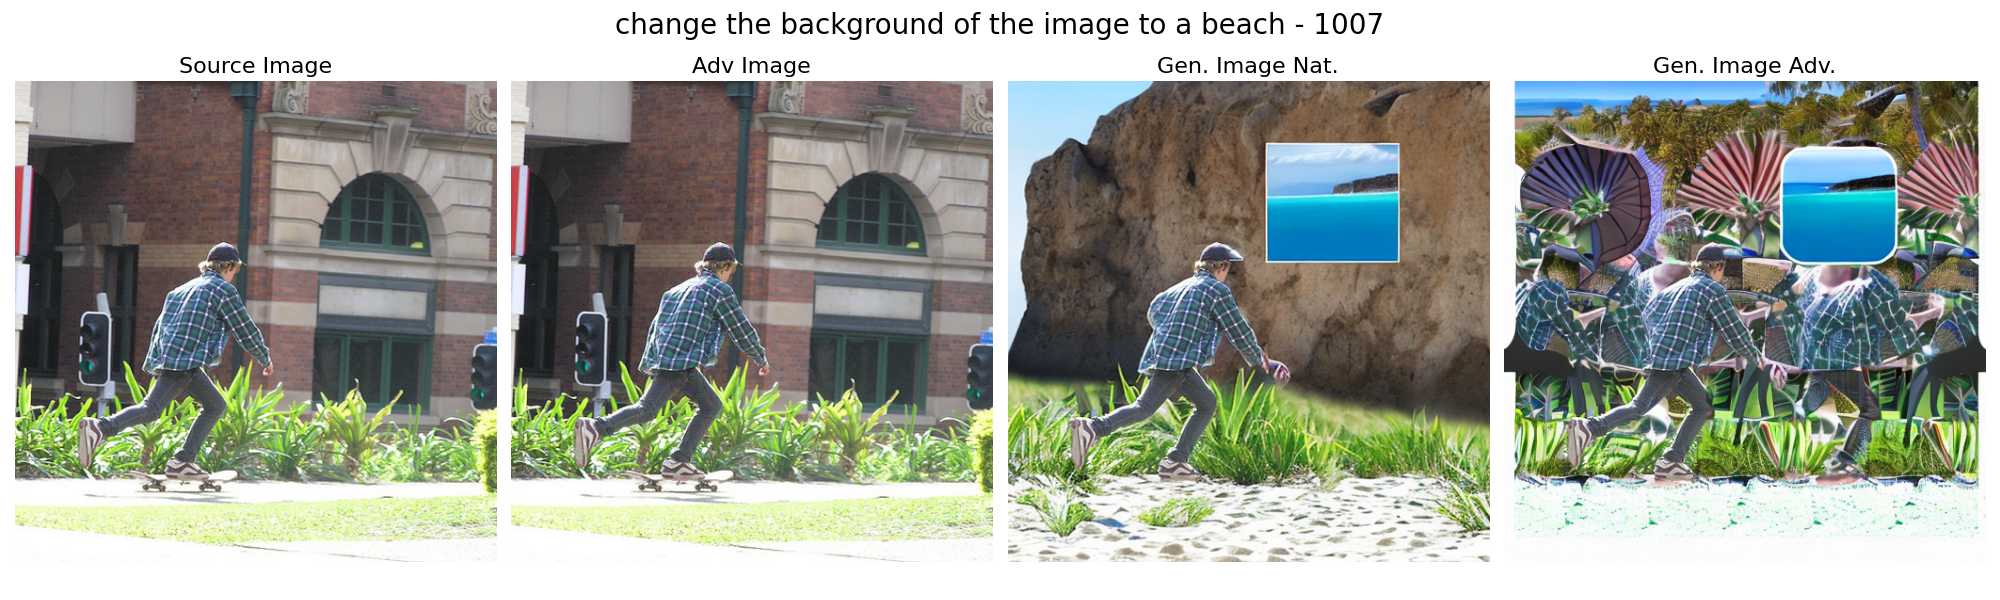 change the background of the image to a beach - 1007
Source Image
Adv Image
Gen. Image Nat.
Gen. Image Adv.